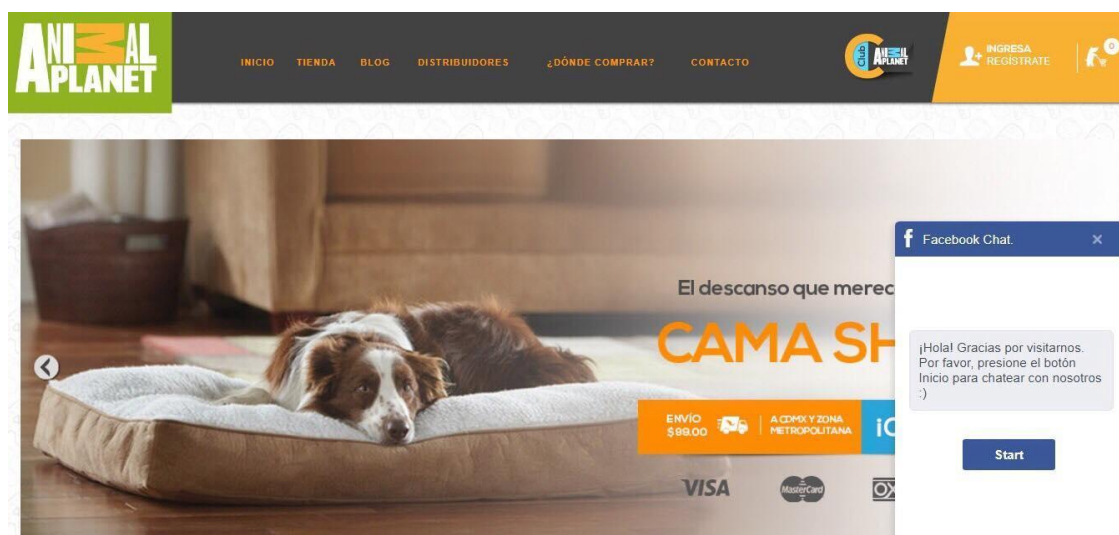 ANIMAL
PLANET
INICIO TIENDA BLOG DISTRIBUIDORES ¿DÓNDE COMPRAR? CONTACTO
Club ANIMAL
PLANET
INGRESA
REGÍSTRATE
0
El descanso que merec
CAMA SH
ENVÍO
$99.00
A CDMX Y ZONA
METROPOLITANA
¡C
VISA MasterCard OX
Facebook Chat.
¡Hola! Gracias por visitarnos.
Por favor, presione el botón
Inicio para chatear con nosotros
:)
Start